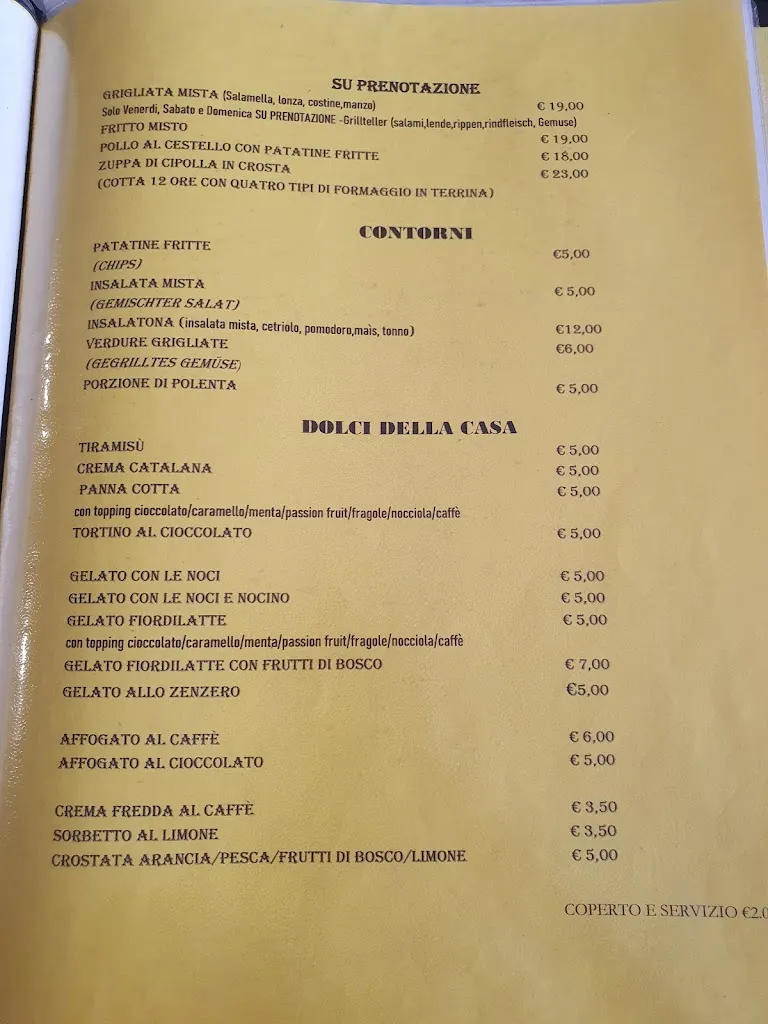 SU PRENOTAZIONE
GRIGLIATA MISTA (Salamella, lonza, costine,manzo) € 19,00
Solo Venerdi, Sabato e Domenica SU PRENOTAZIONE -Grillteller (salami,lende,rippen,rindfleisch, Gemuse)
FRITTO MISTO € 19,00
POLLO AL CESTELLO CON PATATINE FRITTE € 18,00
ZUPPA DI CIPOLLA IN CROSTA € 23,00
(COTTA 12 ORE CON QUATRO TIPI DI FORMAGGIO IN TERRINA)
CONTORNI
PATATINE FRITTE €5,00
(CHIPS)
INSALATA MISTA € 5,00
(GEMISCHTER SALAT)
INSALATONA (insalata mista, cetriolo, pomodoro,maìs, tonno) €12,00
VERDURE GRIGLIATE €6,00
(GEGRILLTES GEMÜSE)
PORZIONE DI POLENTA € 5,00
DOLCI DELLA CASA
TIRAMISÙ € 5,00
CREMA CATALANA € 5,00
PANNA COTTA € 5,00
con topping cioccolato/caramello/menta/passion fruit/fragole/nocciola/caffè
TORTINO AL CIOCCOLATO € 5,00
GELATO CON LE NOCI € 5,00
GELATO CON LE NOCI E NOCINO € 5,00
GELATO FIORDILATTE € 5,00
con topping cioccolato/caramello/menta/passion fruit/fragole/nocciola/caffè
GELATO FIORDILATTE CON FRUTTI DI BOSCO € 7,00
GELATO ALLO ZENZERO €5,00
AFFOGATO AL CAFFÈ € 6,00
AFFOGATO AL CIOCCOLATO € 5,00
CREMA FREDDA AL CAFFÈ € 3,50
SORBETTO AL LIMONE € 3,50
CROSTATA ARANCIA/PESCA/FRUTTI DI BOSCO/LIMONE € 5,00
COPERTO E SERVIZIO €2.0